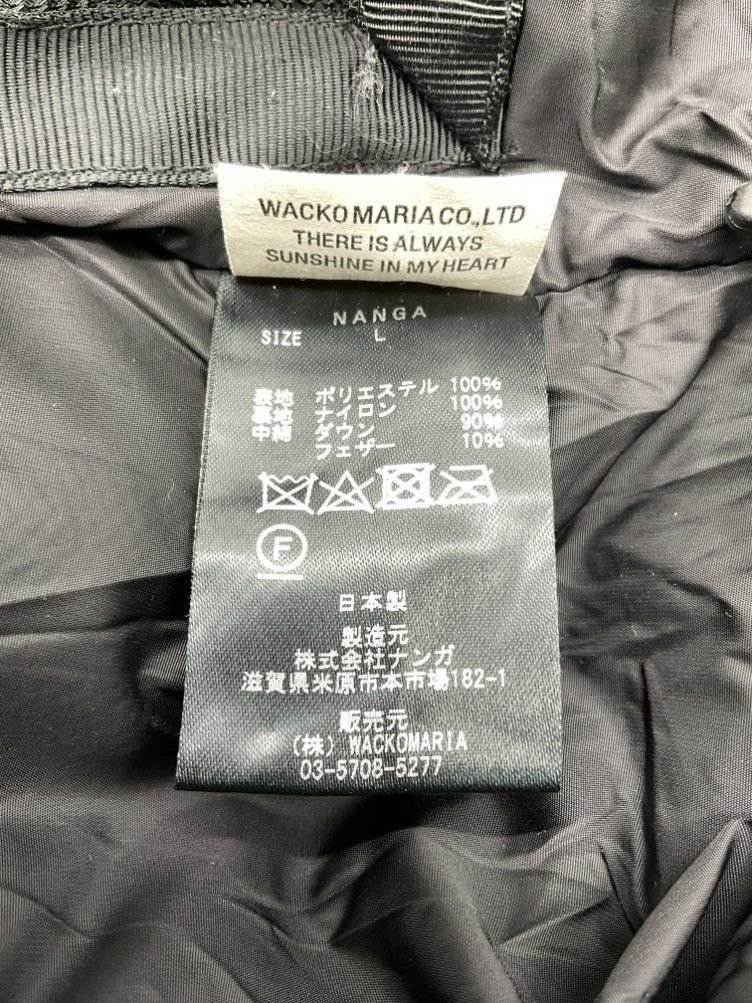 WACKO MARIA CO.,LTD
THERE IS ALWAYS
SUNSHINE IN MY HEART
NANGA
SIZE L
表地 ポリエステル 100%
裏地 ナイロン 100%
中綿 ダウン 90%
フェザー 10%
F
日本製
製造元
株式会社ナンガ
滋賀県米原市本市場182-1
販売元
(株) WACKOMARIA
03-5708-5277